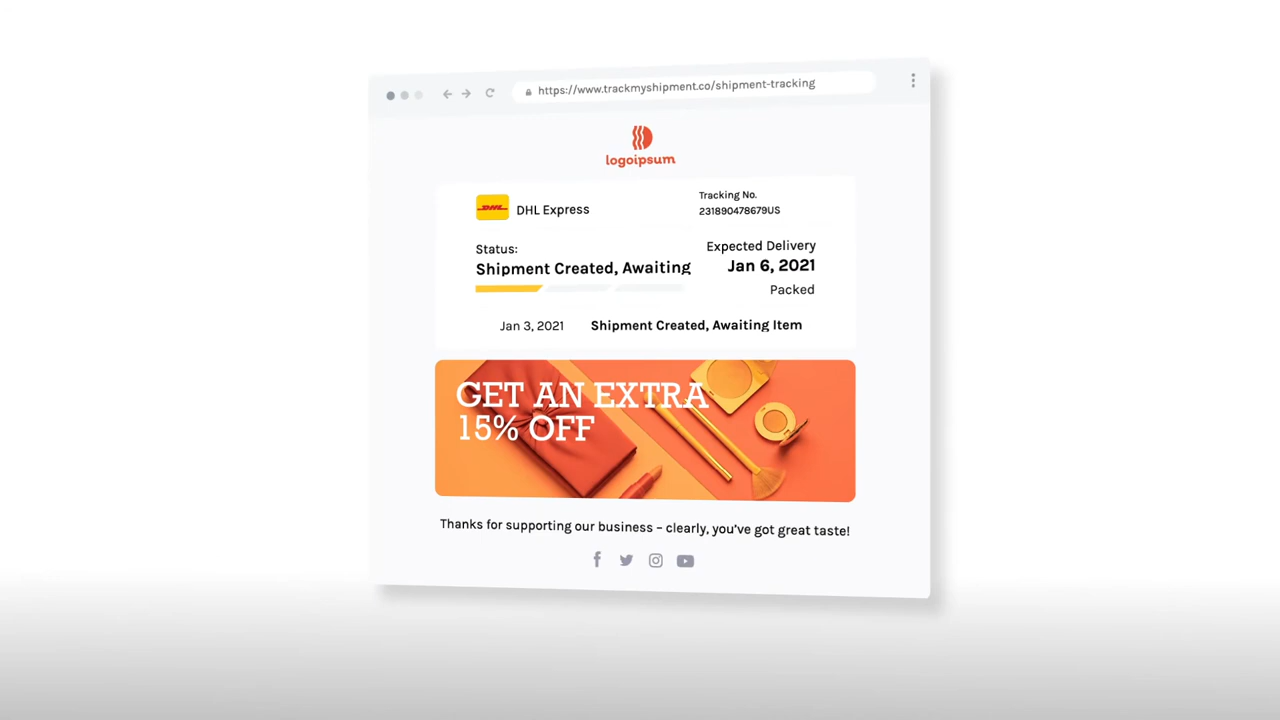 https://www.trackmyshipment.co/shipment-tracking
logoipsum
DHL
DHL Express
Tracking No.
231890478679US
Status:
Shipment Created, Awaiting
Expected Delivery
Jan 6, 2021
Packed
Jan 3, 2021 Shipment Created, Awaiting Item
GET AN EXTRA
15% OFF
Thanks for supporting our business – clearly, you've got great taste!